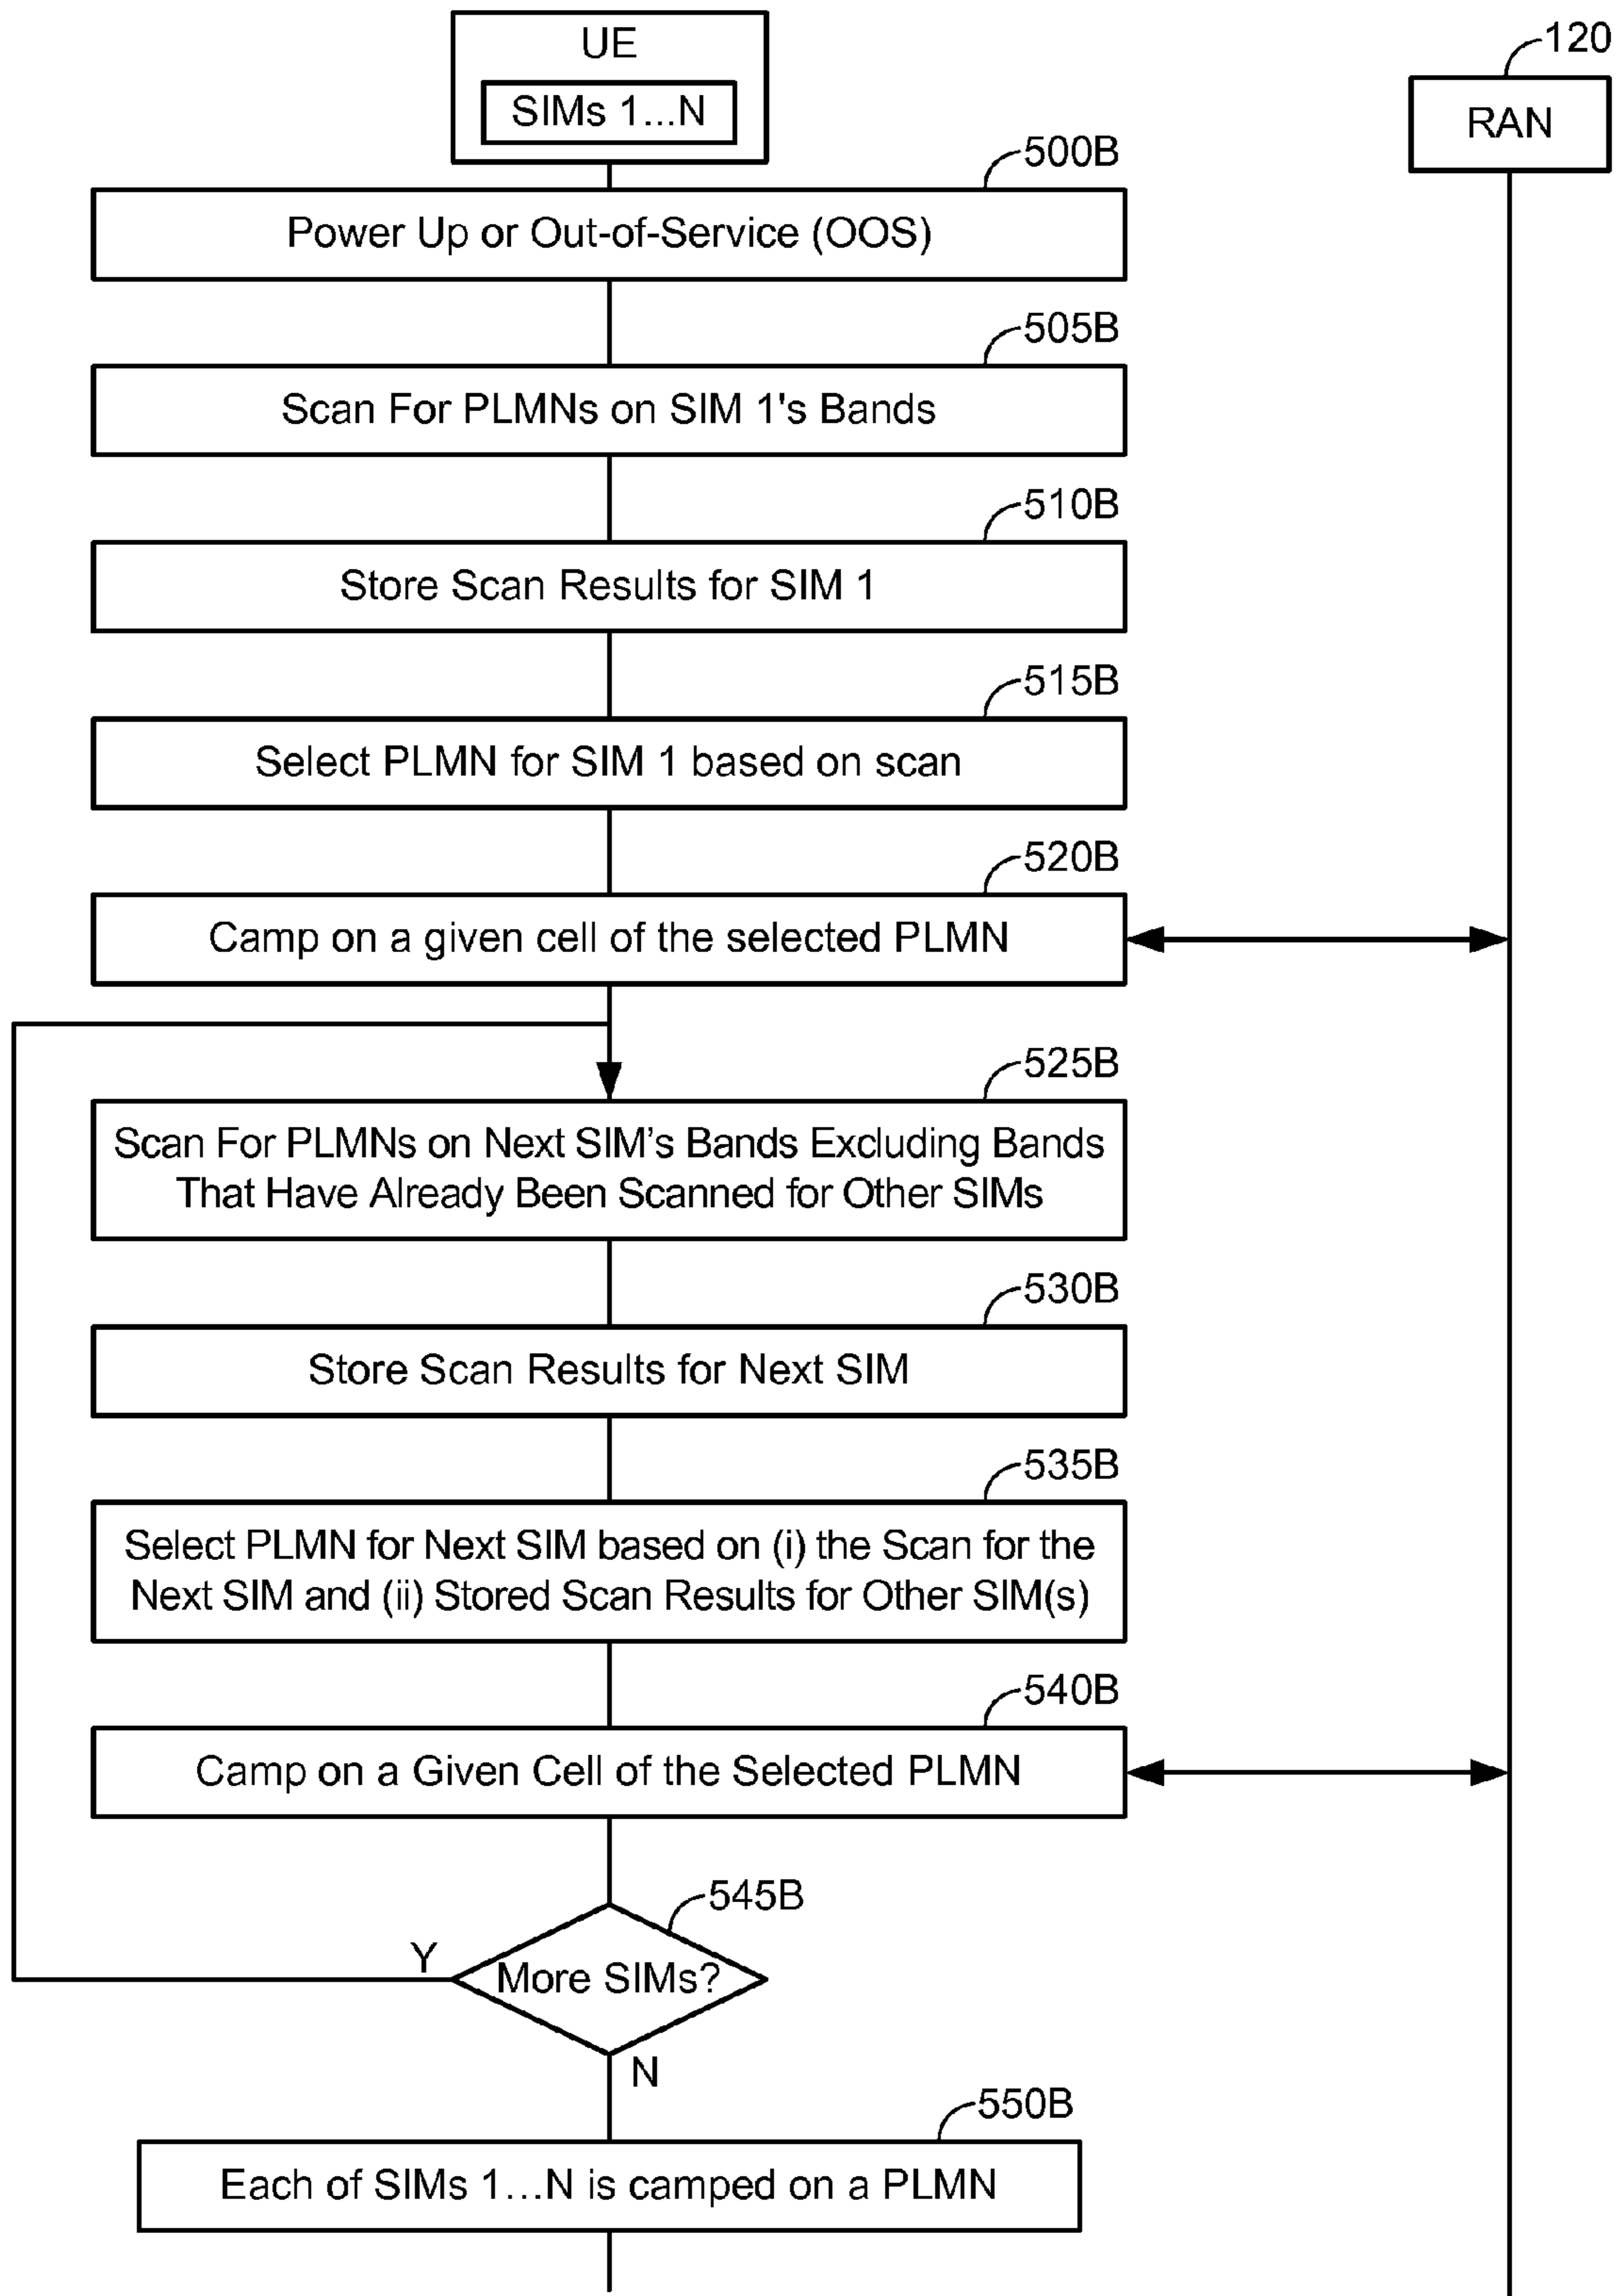 UE
SIMs 1...N
120
RAN
500B
Power Up or Out-of-Service (OOS)
505B
Scan For PLMNs on SIM 1's Bands
510B
Store Scan Results for SIM 1
515B
Select PLMN for SIM 1 based on scan
520B
Camp on a given cell of the selected PLMN
525B
Scan For PLMNs on Next SIM’s Bands Excluding Bands
That Have Already Been Scanned for Other SIMs
530B
Store Scan Results for Next SIM
535B
Select PLMN for Next SIM based on (i) the Scan for the
Next SIM and (ii) Stored Scan Results for Other SIM(s)
540B
Camp on a Given Cell of the Selected PLMN
545B
Y
More SIMs?
N
550B
Each of SIMs 1...N is camped on a PLMN